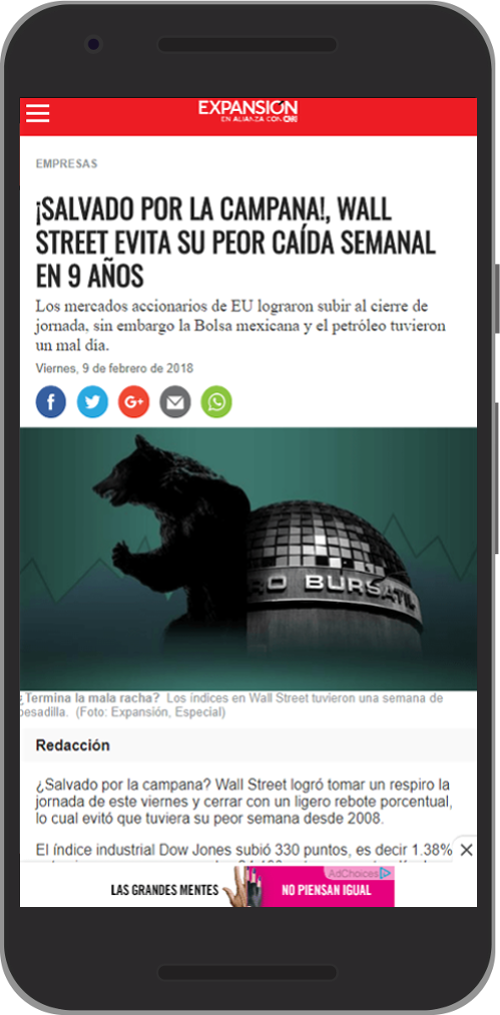 EXPANSIÓN
EN ALIANZA CON CNN
EMPRESAS
¡SALVADO POR LA CAMPANA!, WALL
STREET EVITA SU PEOR CAÍDA SEMANAL
EN 9 AÑOS
Los mercados accionarios de EU lograron subir al cierre de
jornada, sin embargo la Bolsa mexicana y el petróleo tuvieron
un mal día.
Viernes, 9 de febrero de 2018
f
G+
RO BURSATIL
¿Termina la mala racha? Los índices en Wall Street tuvieron una semana de
pesadilla. (Foto: Expansión, Especial)
Redacción
¿Salvado por la campana? Wall Street logró tomar un respiro la
jornada de este viernes y cerrar con un ligero rebote porcentual,
lo cual evitó que tuviera su peor semana desde 2008.
El índice industrial Dow Jones subió 330 puntos, es decir 1.38%
AdChoices
LAS GRANDES MENTES NO PIENSAN IGUAL